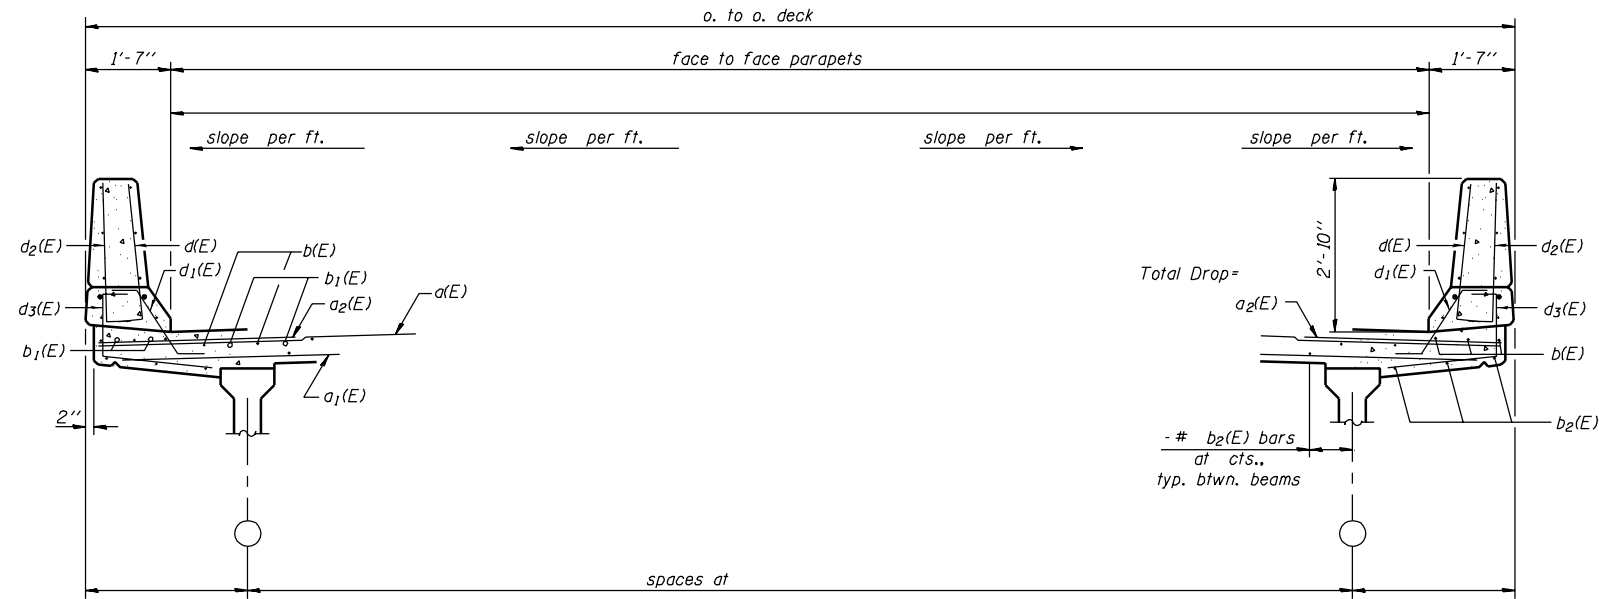 o. to o. deck
1'-7"
face to face parapets
1'-7"
slope per ft.
slope per ft.
slope per ft.
slope per ft.
d2(E)
d(E)
d1(E)
b(E)
b1(E)
a2(E)
a(E)
d3(E)
b1(E)
a1(E)
2"
2'-10"
Total Drop=
d(E)
d1(E)
d2(E)
a2(E)
d3(E)
b(E)
b2(E)
-# b2(E) bars
at cts.,
typ. btwn. beams
spaces at